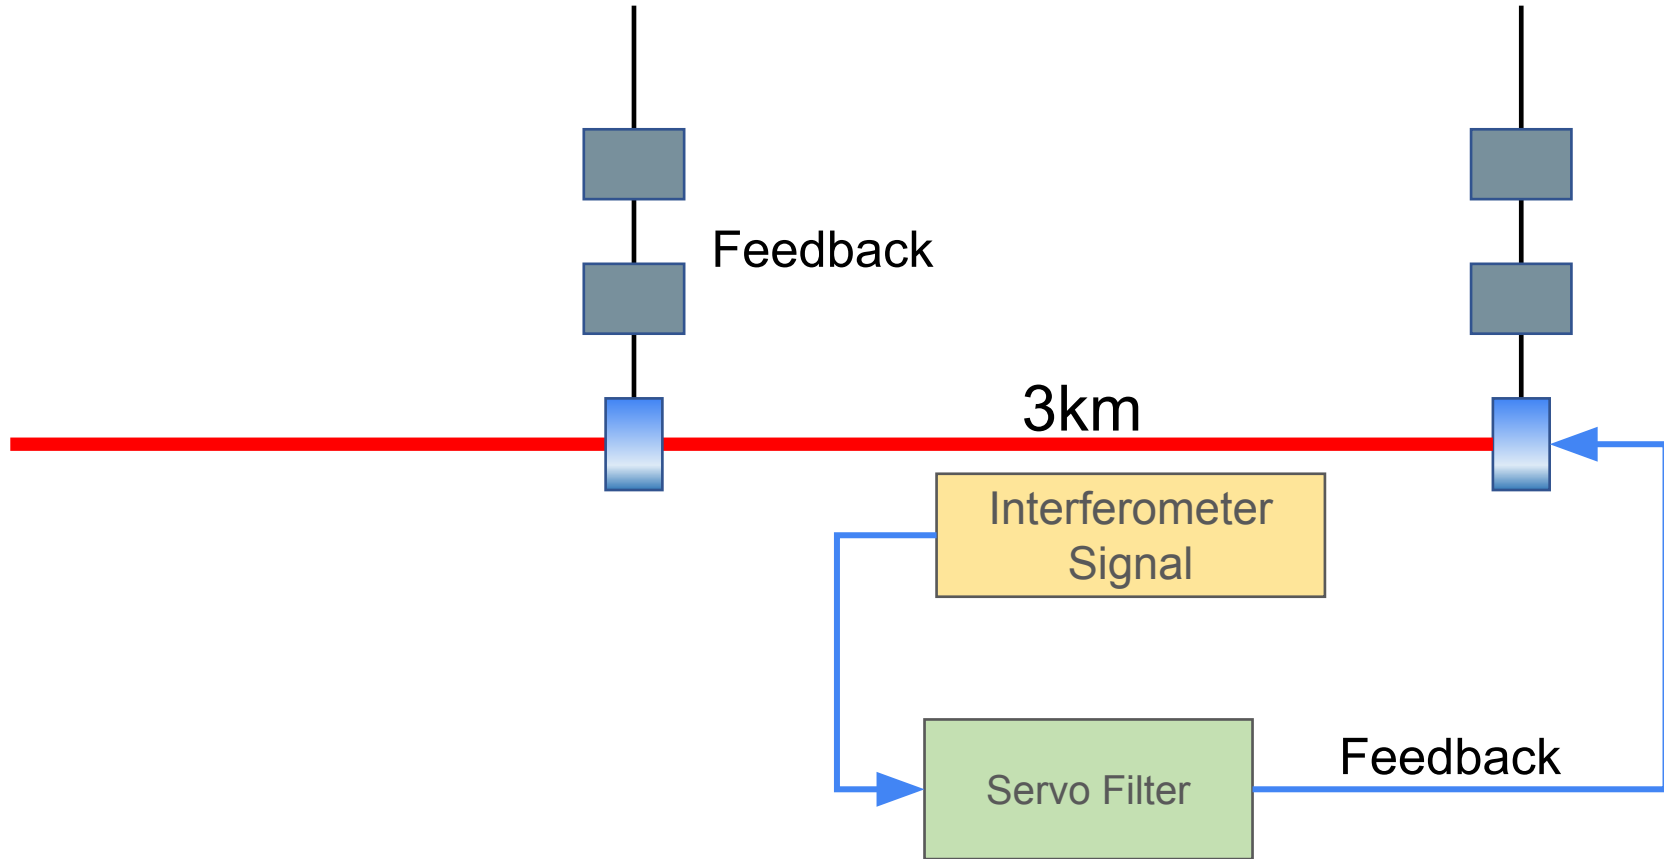 Feedback
3km
Interferometer
Signal
Feedback
Servo Filter